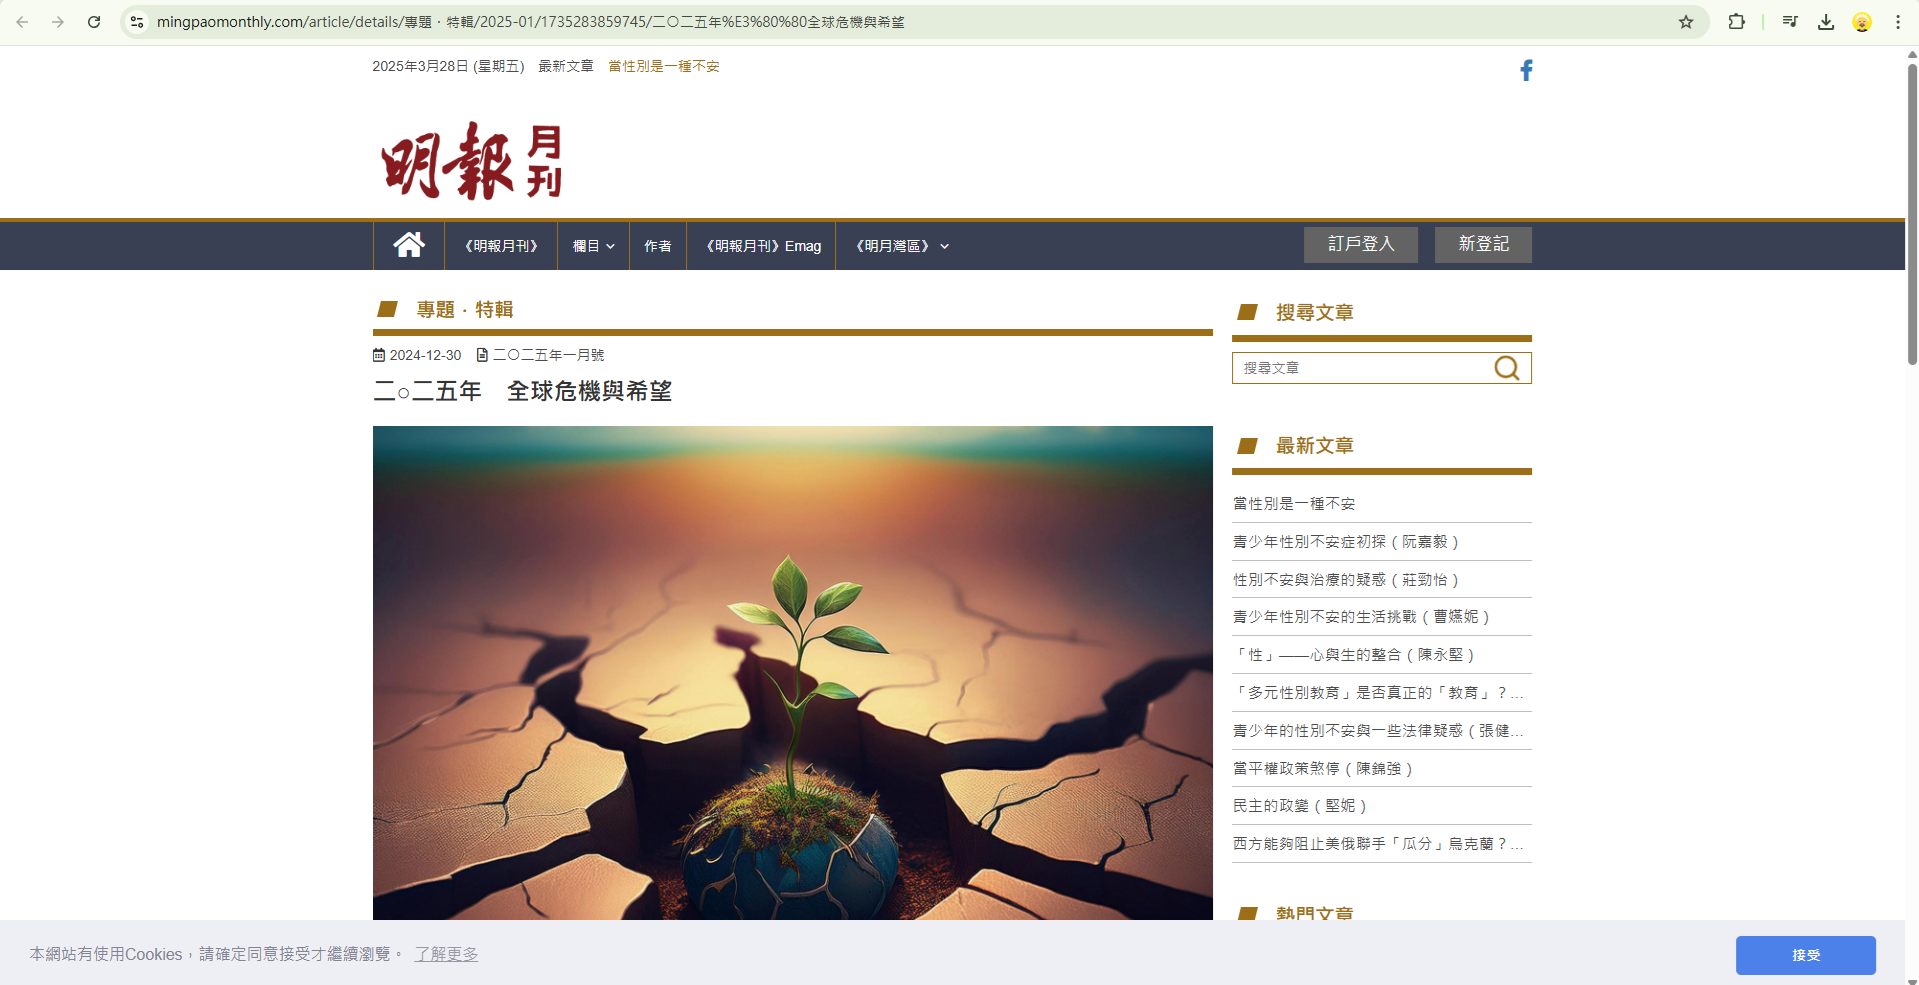 mingpaomonthly.com/article/details/專題．特輯/2025-01/1735283859745/二〇二五年%E3%80%80全球危機與希望
2025年3月28日 (星期五) 最新文章 當性別是一種不安
明報月刊
《明報月刊》 欄目 作者 《明報月刊》Emag 《明月灣區》 訂戶登入 新登記
專題．特輯
2024-12-30 二〇二五年一月號
二○二五年　全球危機與希望
搜尋文章
搜尋文章
最新文章
當性別是一種不安
青少年性別不安症初探（阮嘉毅）
性別不安與治療的疑惑（莊勁怡）
青少年性別不安的生活挑戰（曹嬿妮）
「性」——心與生的整合（陳永堅）
「多元性別教育」是否真正的「教育」？...
青少年的性別不安與一些法律疑惑（張健...
當平權政策煞停（陳錦強）
民主的政變（堅妮）
西方能夠阻止美俄聯手「瓜分」烏克蘭？...
熱門文章
本網站有使用Cookies，請確定同意接受才繼續瀏覽。 了解更多
接受